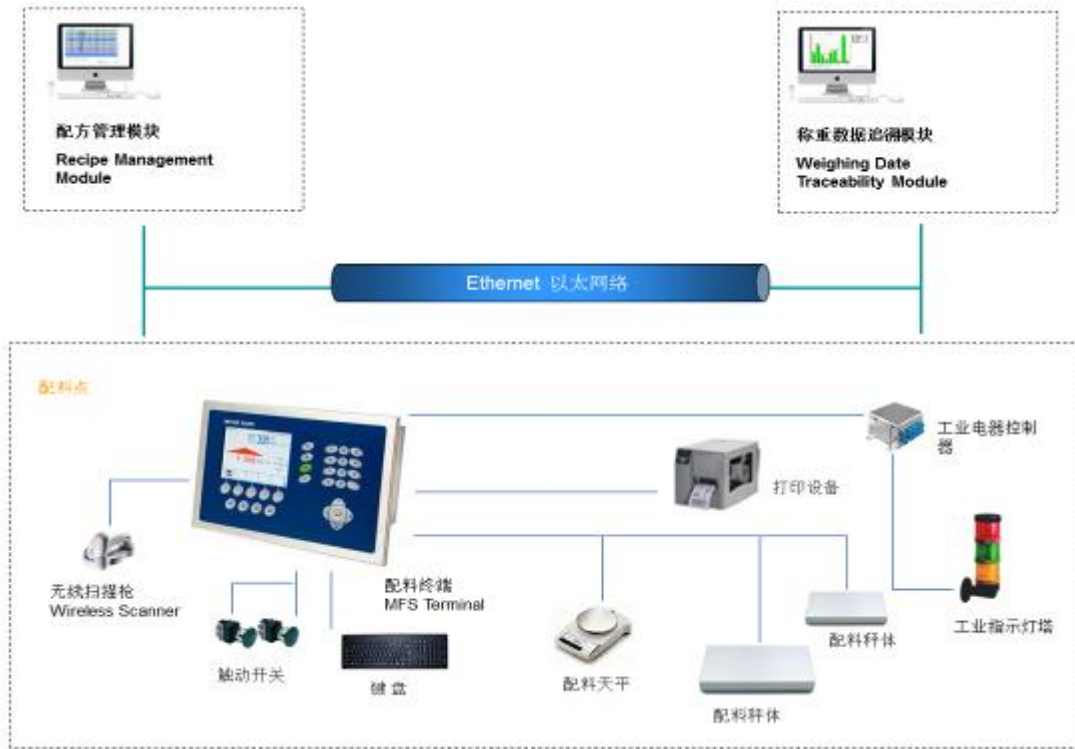 配方管理模块
Recipe Management
Module
称重数据追溯模块
Weighing Date
Traceability Module
Ethernet 以太网络
配料点
工业电器控制
器
打印设备
无线扫描枪
Wireless Scanner
配料终端
MFS Terminal
触动开关
键 盘
配料天平
配料秤体
配料秤体
工业指示灯塔